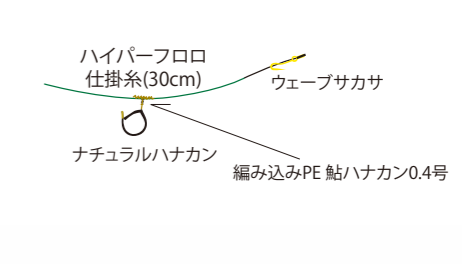 ハイパーフロロ
仕掛糸(30cm)
ウェーブサカサ
ナチュラルハナカン
編み込みPE 鮎ハナカン0.4号